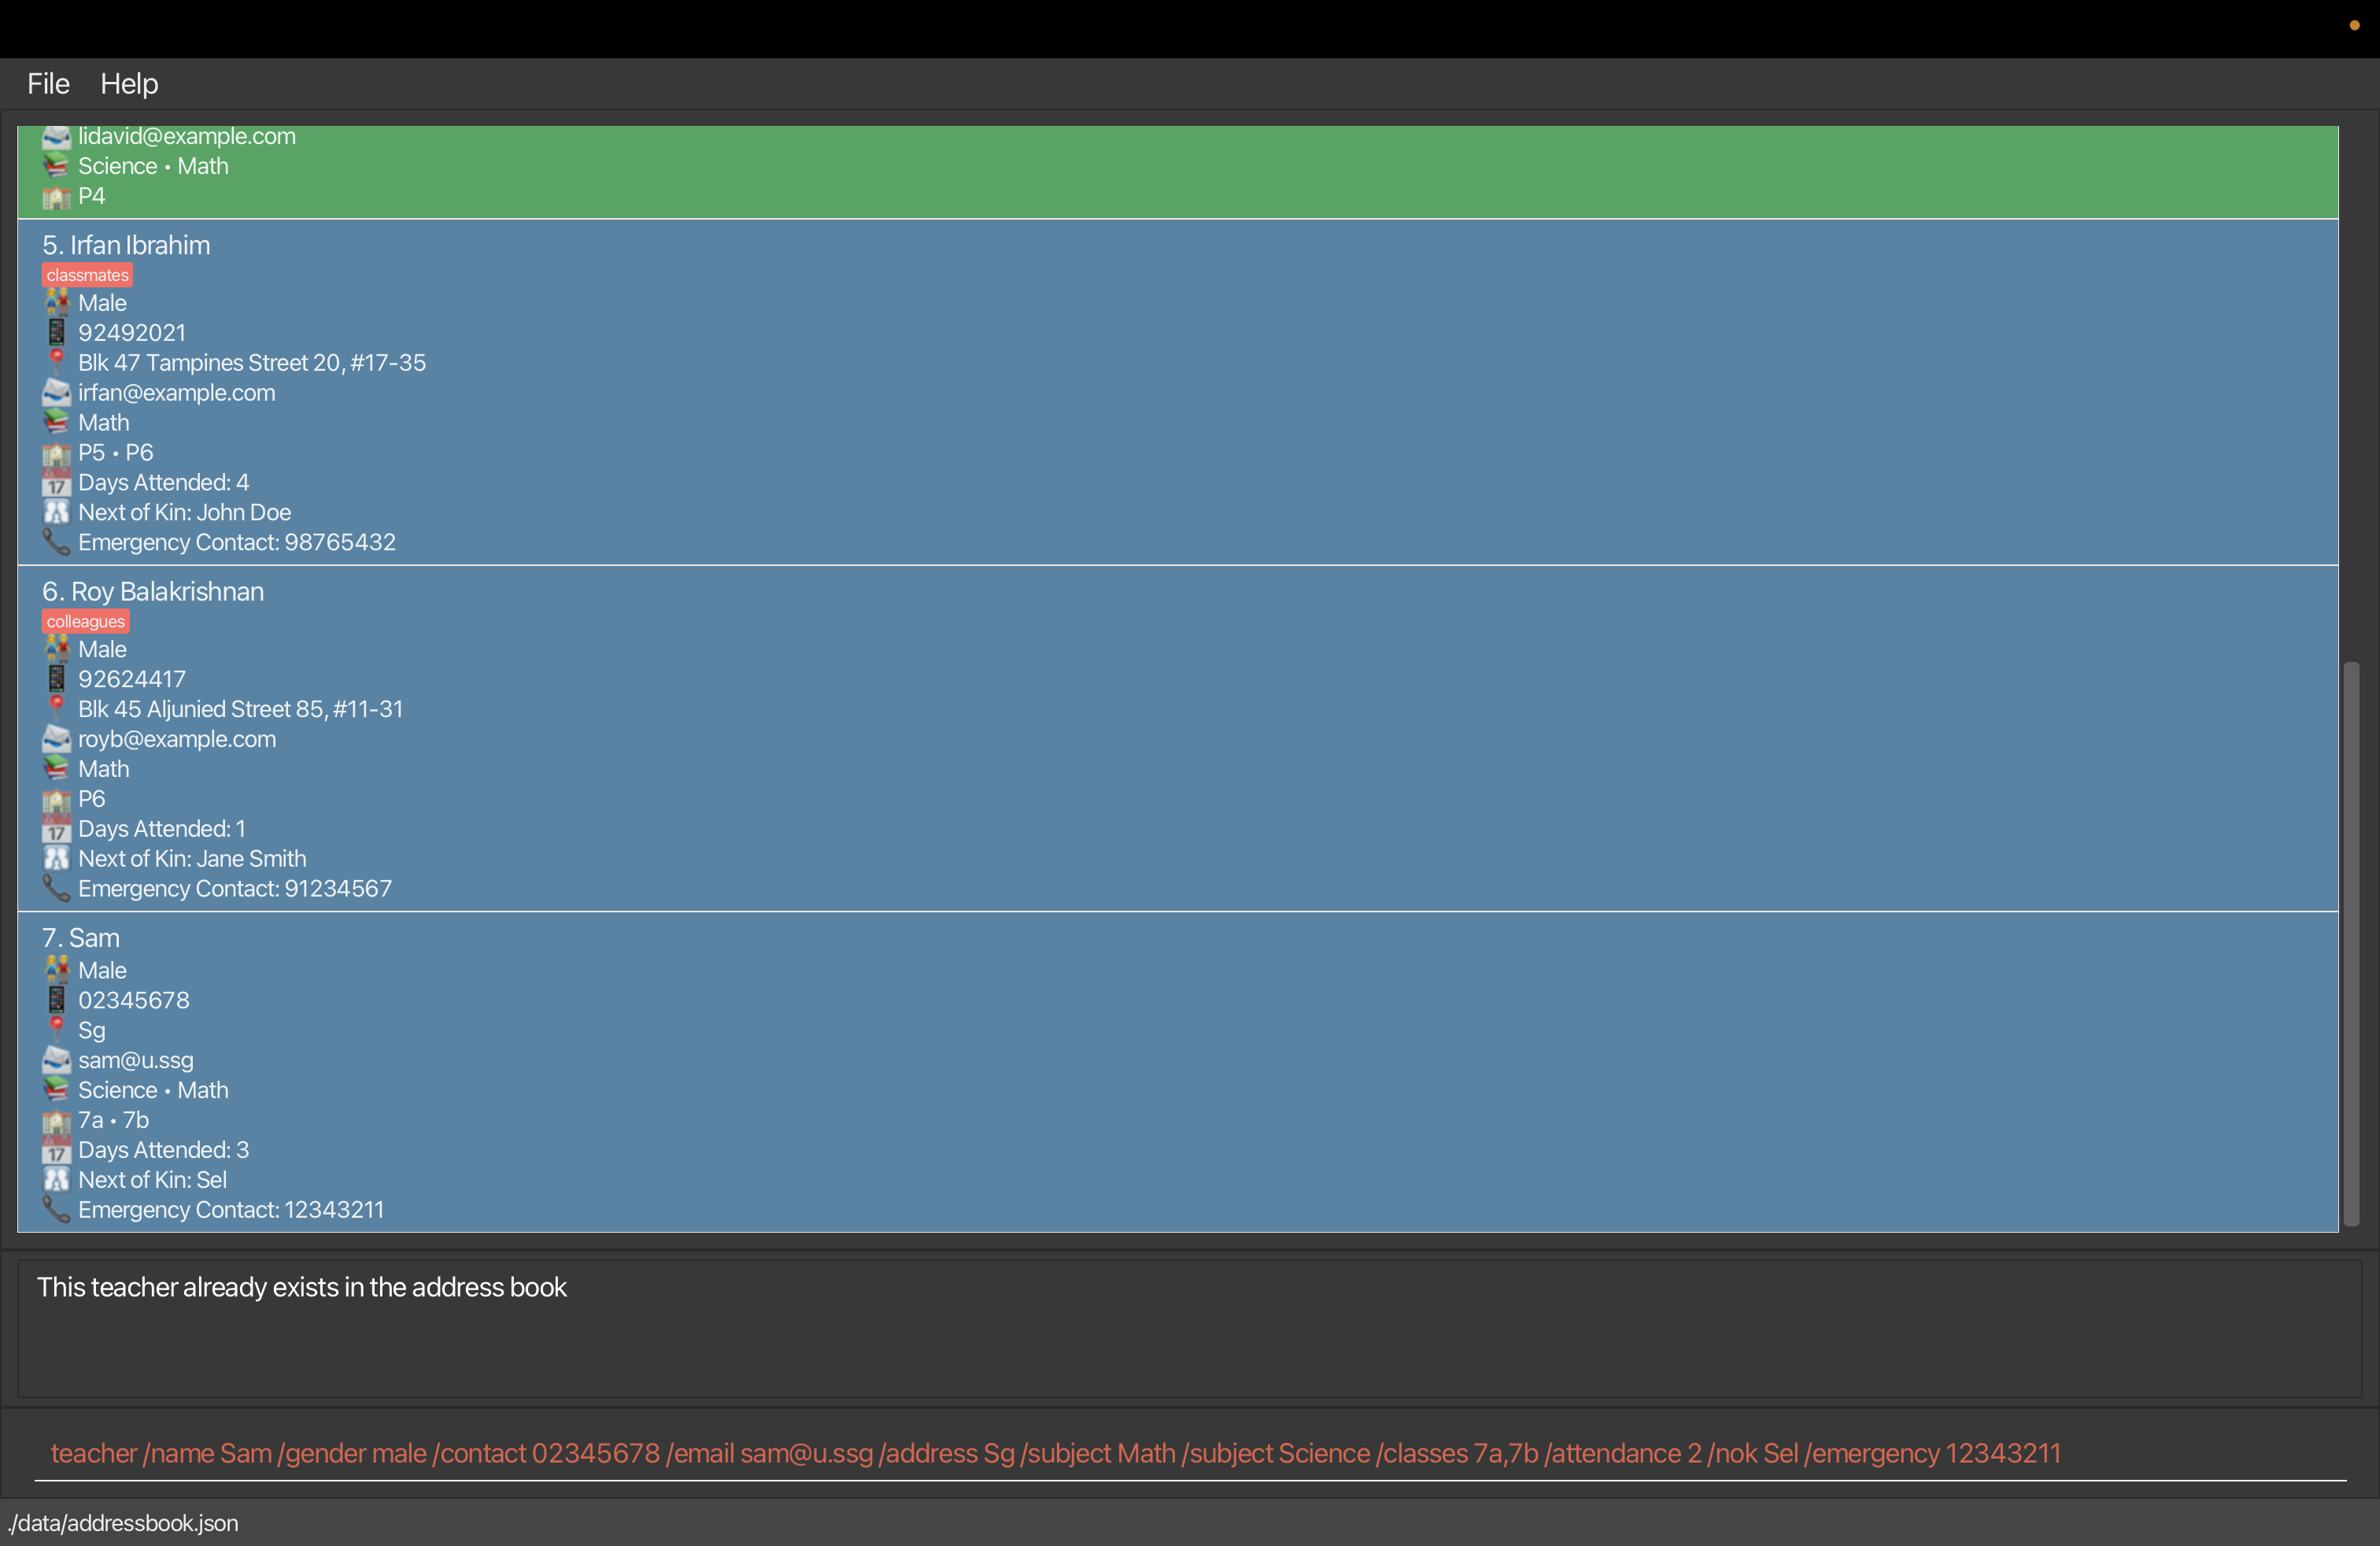 File Help
lidavid@example.com
Science • Math
P4
5. Irfan Ibrahim
classmates
Male
92492021
Blk 47 Tampines Street 20, #17-35
irfan@example.com
Math
P5 • P6
17 Days Attended: 4
Next of Kin: John Doe
Emergency Contact: 98765432
6. Roy Balakrishnan
colleagues
Male
92624417
Blk 45 Aljunied Street 85, #11-31
royb@example.com
Math
P6
17 Days Attended: 1
Next of Kin: Jane Smith
Emergency Contact: 91234567
7. Sam
Male
02345678
Sg
sam@u.ssg
Science • Math
7a • 7b
17 Days Attended: 3
Next of Kin: Sel
Emergency Contact: 12343211
This teacher already exists in the address book
teacher /name Sam /gender male /contact 02345678 /email sam@u.ssg /address Sg /subject Math /subject Science /classes 7a,7b /attendance 2 /nok Sel /emergency 12343211
./data/addressbook.json